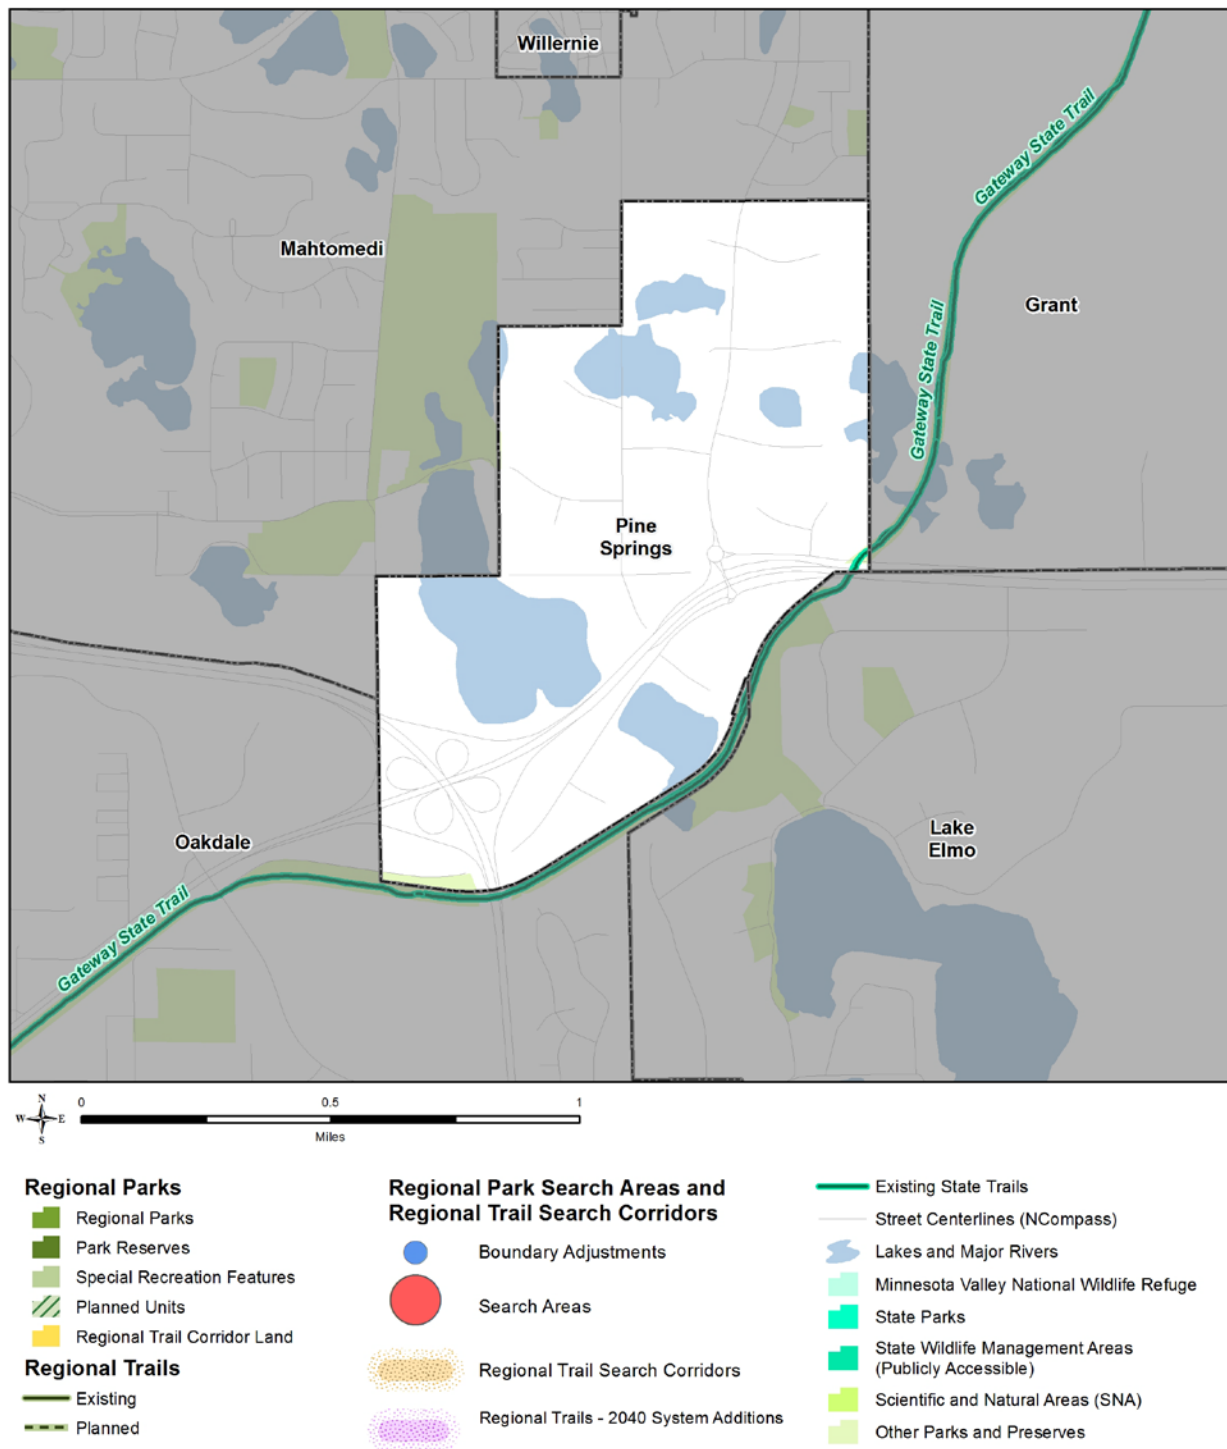 Willernie
Gateway State Trail
Mahtomedi
Grant
Gateway State Trail
Pine
Springs
Oakdale
Lake
Elmo
Gateway State Trail
N
W E
S
0 0.5 1
Miles
Regional Parks
Regional Parks
Park Reserves
Special Recreation Features
Planned Units
Regional Trail Corridor Land
Regional Trails
Existing
Planned
Regional Park Search Areas and
Regional Trail Search Corridors
Boundary Adjustments
Search Areas
Regional Trail Search Corridors
Regional Trails - 2040 System Additions
Existing State Trails
Street Centerlines (NCompass)
Lakes and Major Rivers
Minnesota Valley National Wildlife Refuge
State Parks
State Wildlife Management Areas
(Publicly Accessible)
Scientific and Natural Areas (SNA)
Other Parks and Preserves